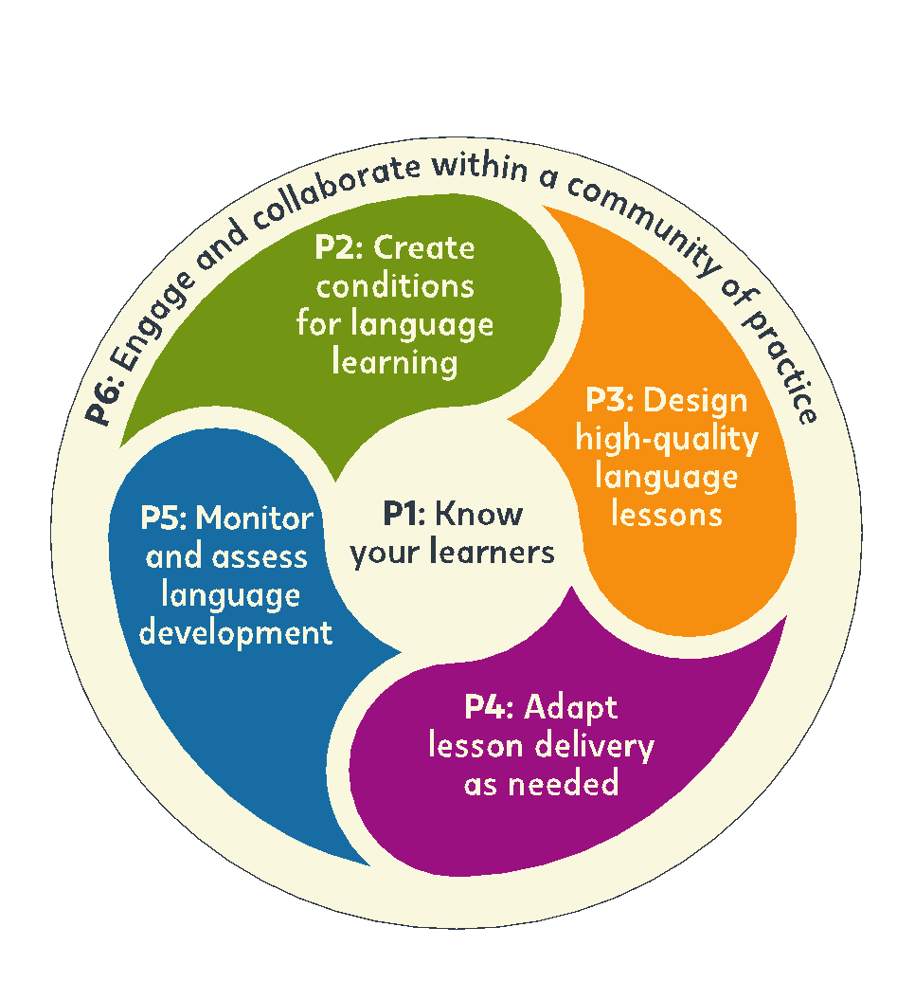 P6: Engage and collaborate within a community of practice
P2: Create
conditions
for language
learning
P3: Design
high-quality
language
lessons
P1: Know
your learners
P5: Monitor
and assess
language
development
P4: Adapt
lesson delivery
as needed